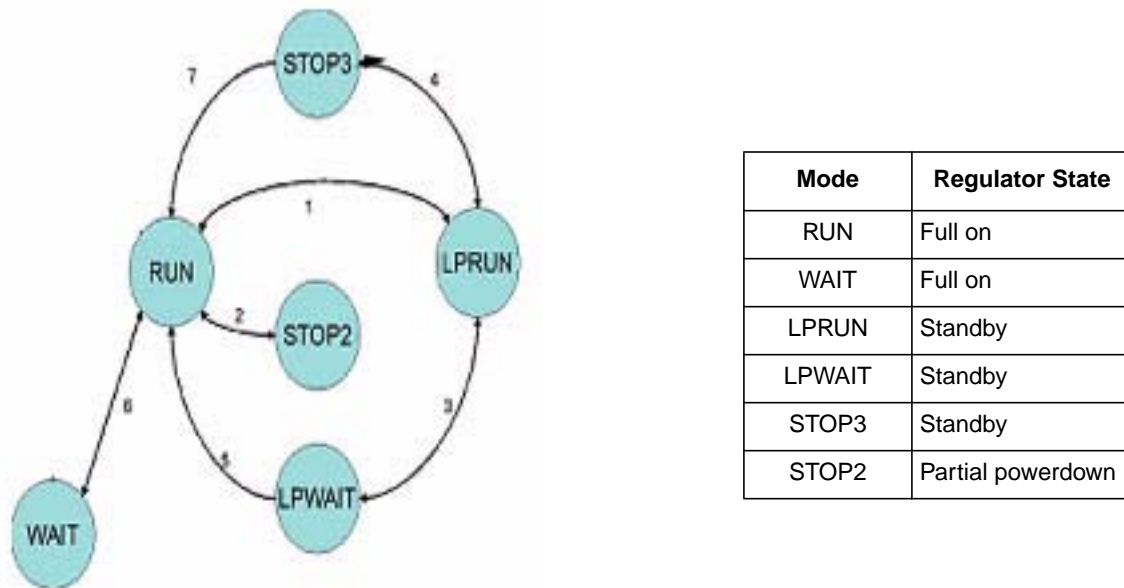 STOP3
7
4
1
RUN
LPRUN
2
STOP2
6
3
5
LPWAIT
WAIT
Mode Regulator State
RUN Full on
WAIT Full on
LPRUN Standby
LPWAIT Standby
STOP3 Standby
STOP2 Partial powerdown